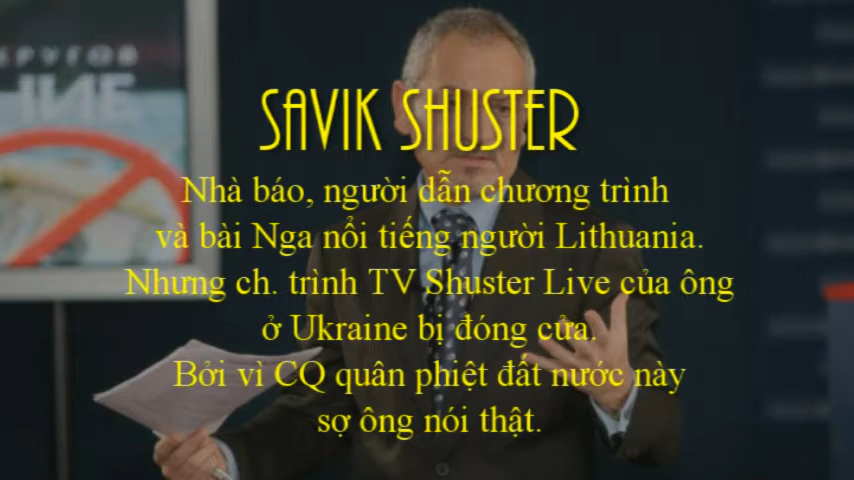 КРУГОВ
ІЧЕ
SAVIK SHUSTER
Nhà báo, người dẫn chương trình
và bài Nga nổi tiếng người Lithuania.
Nhưng ch. trình TV Shuster Live của ông
ở Ukraine bị đóng cửa.
Bởi vì CQ quân phiệt đất nước này
sợ ông nói thật.